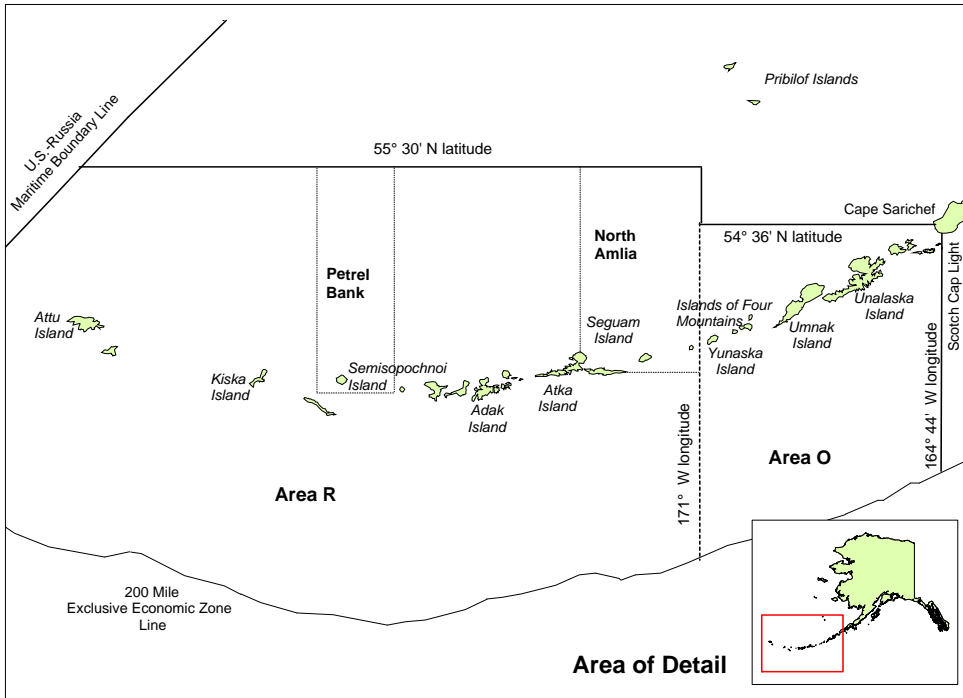 Pribilof Islands
U.S.-Russia
Maritime Boundary Line
55° 30' N latitude
Cape Sarichef
54° 36' N latitude
North
Amlia
Petrel
Bank
Scotch Cap Light
Unalaska
Island
Islands of Four
Mountains
Umnak
Island
Attu
Island
Seguam
Island
Yunaska
Island
Kiska
Island
Semisopochnoi
Island
Adak
Island
Atka
Island
164° 44' W longitude
171° W longitude
Area O
Area R
200 Mile
Exclusive Economic Zone
Line
Area of Detail